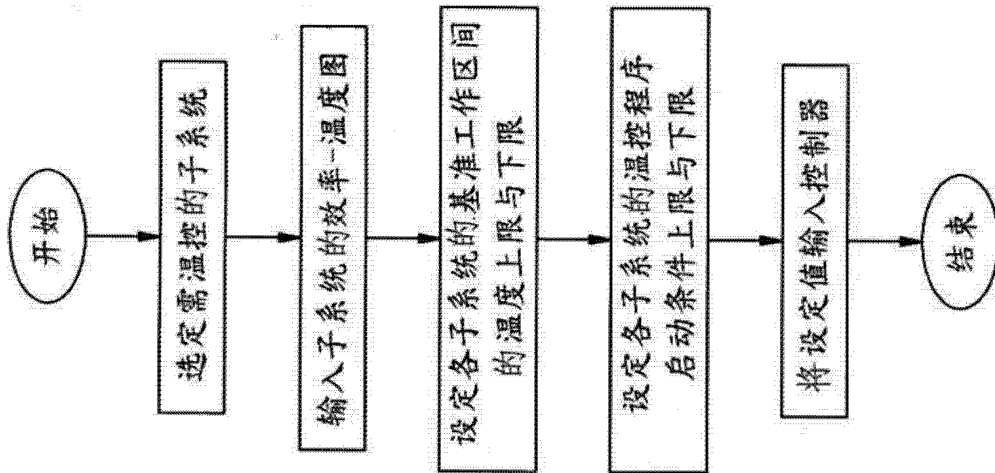 开始
选定需温控的子系统
输入子系统的效率-温度图
设定各子系统的基准工作区间
的温度上限与下限
设定各子系统的温控程序
启动条件上限与下限
将设定值输入控制器
结束